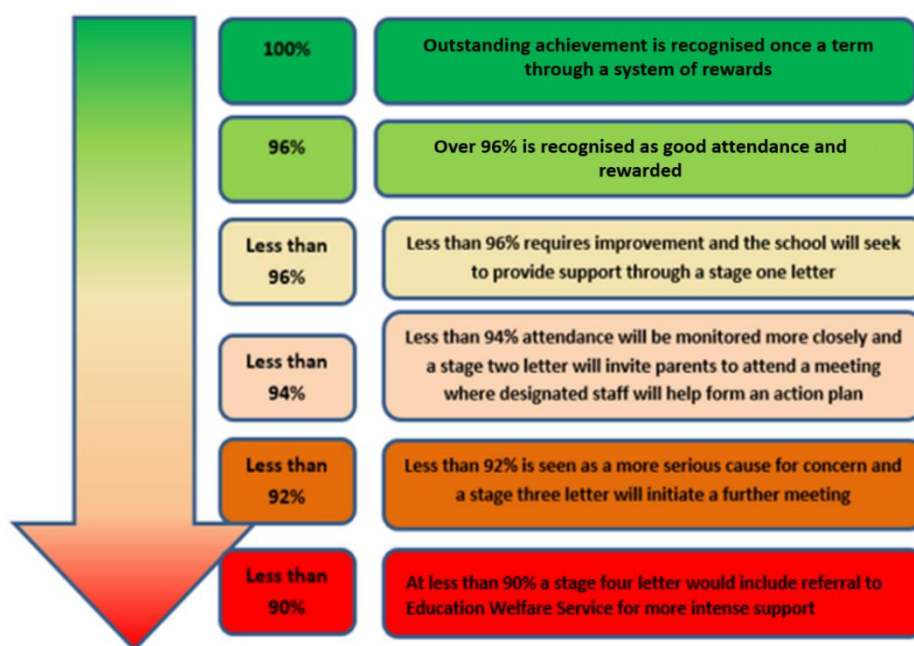 100%
Outstanding achievement is recognised once a term
through a system of rewards
96%
Over 96% is recognised as good attendance and
rewarded
Less than
96%
Less than 96% requires improvement and the school will seek
to provide support through a stage one letter
Less than
94%
Less than 94% attendance will be monitored more closely and
a stage two letter will invite parents to attend a meeting
where designated staff will help form an action plan
Less than
92%
Less than 92% is seen as a more serious cause for concern and
a stage three letter will initiate a further meeting
Less than
90%
At less than 90% a stage four letter would include referral to
Education Welfare Service for more intense support